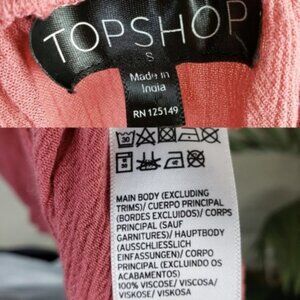 TOPSHOP
S
Made in
India
RN 125149
MAIN BODY (EXCLUDING
TRIMS)/ CUERPO PRINCIPAL
(BORDES EXCLUIDOS)/ CORPS
PRINCIPAL (SAUF
GARNITURES)/ HAUPTBODY
(AUSSCHLIESSLICH
EINFASSUNGEN)/ CORPO
PRINCIPAL (EXCLUINDO OS
ACABAMENTOS)
100% VISCOSE/ VISCOSA/
VISKOSE/ VISKOSA